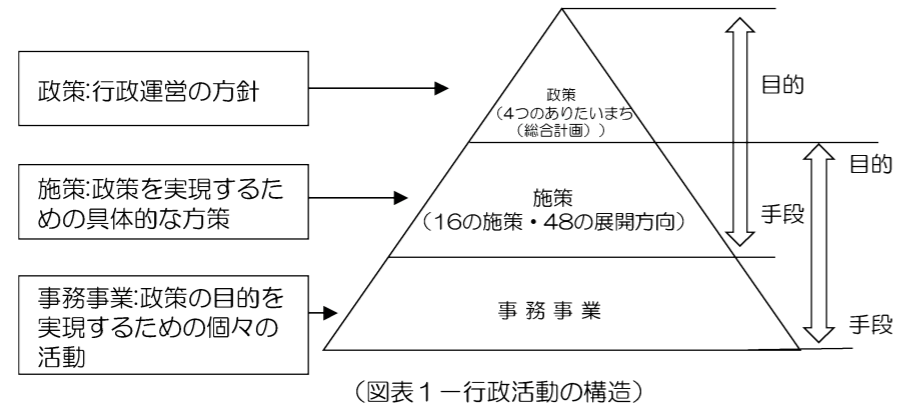 政策:行政運営の方針
施策:政策を実現するた
めの具体的な方策
事務事業:政策の目的を
実現するための個々の
活動
政策
(4つのありたいまち
(総合計画))
施策
(16の施策・48の展開方向)
事務事業
目的
手段
目的
手段
(図表1-行政活動の構造)